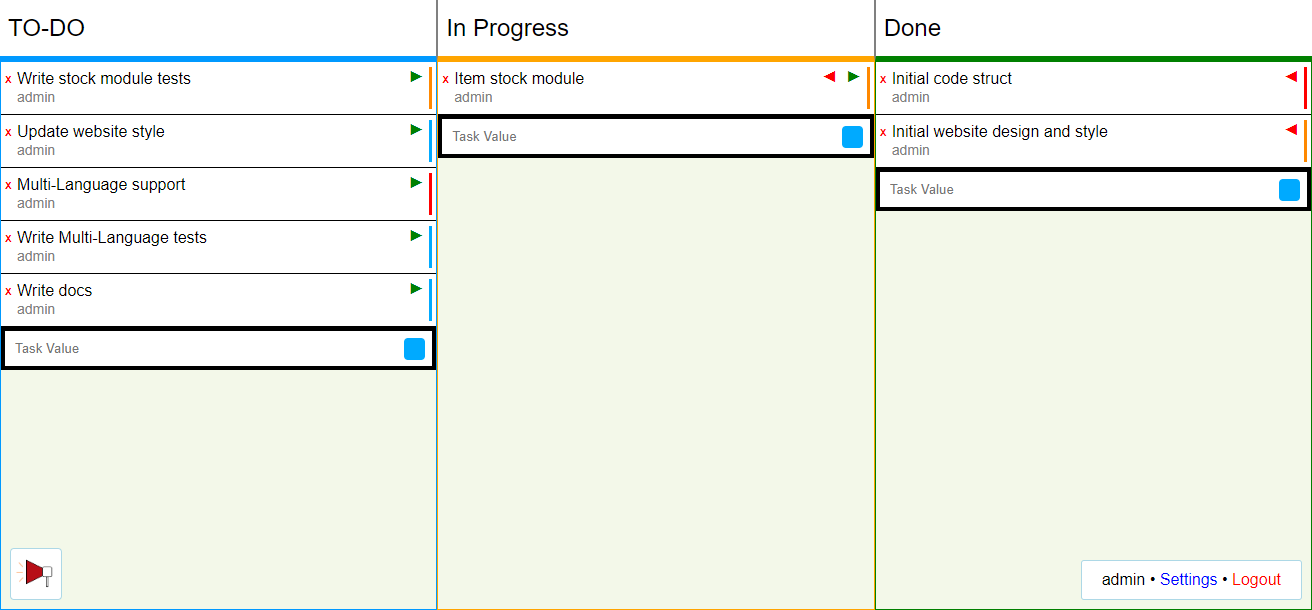 TO-DO
x Write stock module tests
admin
x Update website style
admin
x Multi-Language support
admin
x Write Multi-Language tests
admin
x Write docs
admin
Task Value
In Progress
x Item stock module
admin
Task Value
Done
x Initial code struct
admin
x Initial website design and style
admin
Task Value
admin • Settings • Logout